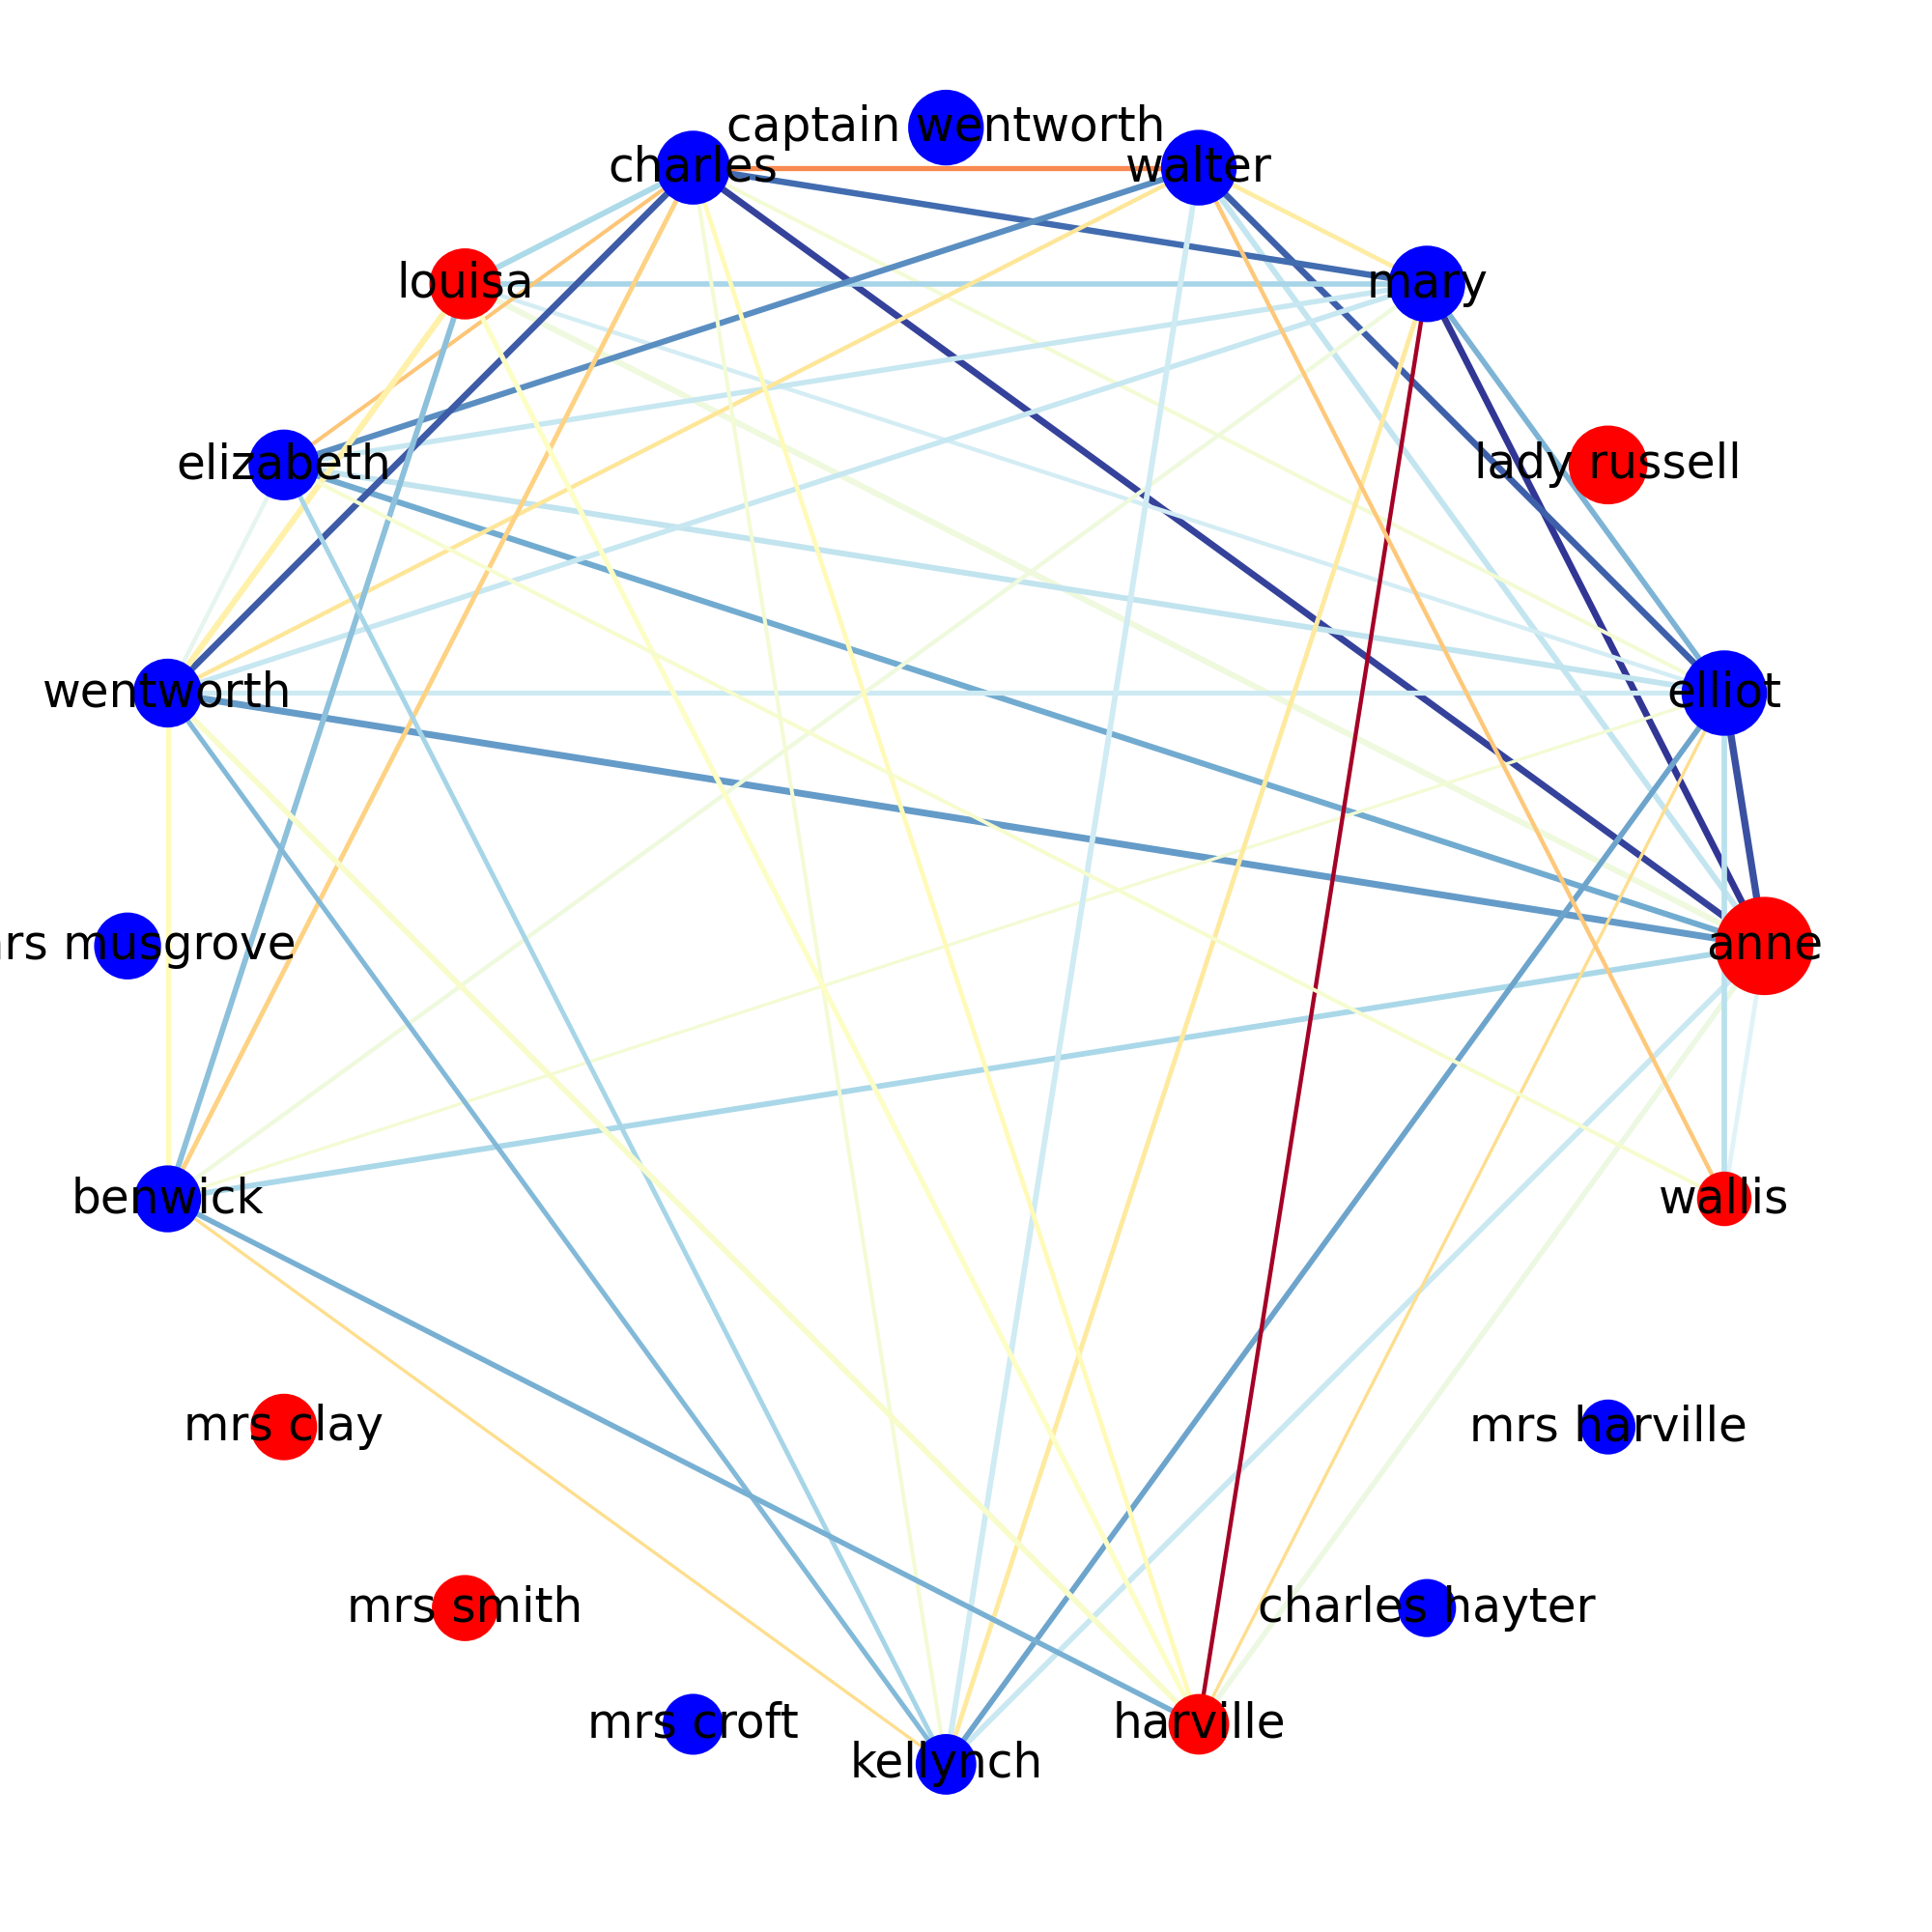 captain wentworth
charles
walter
louisa
mary
elizabeth
lady russell
wentworth
elliot
rs musgrove
anne
benwick
wallis
mrs clay
mrs harville
mrs smith
charles hayter
mrs croft
harville
kellynch